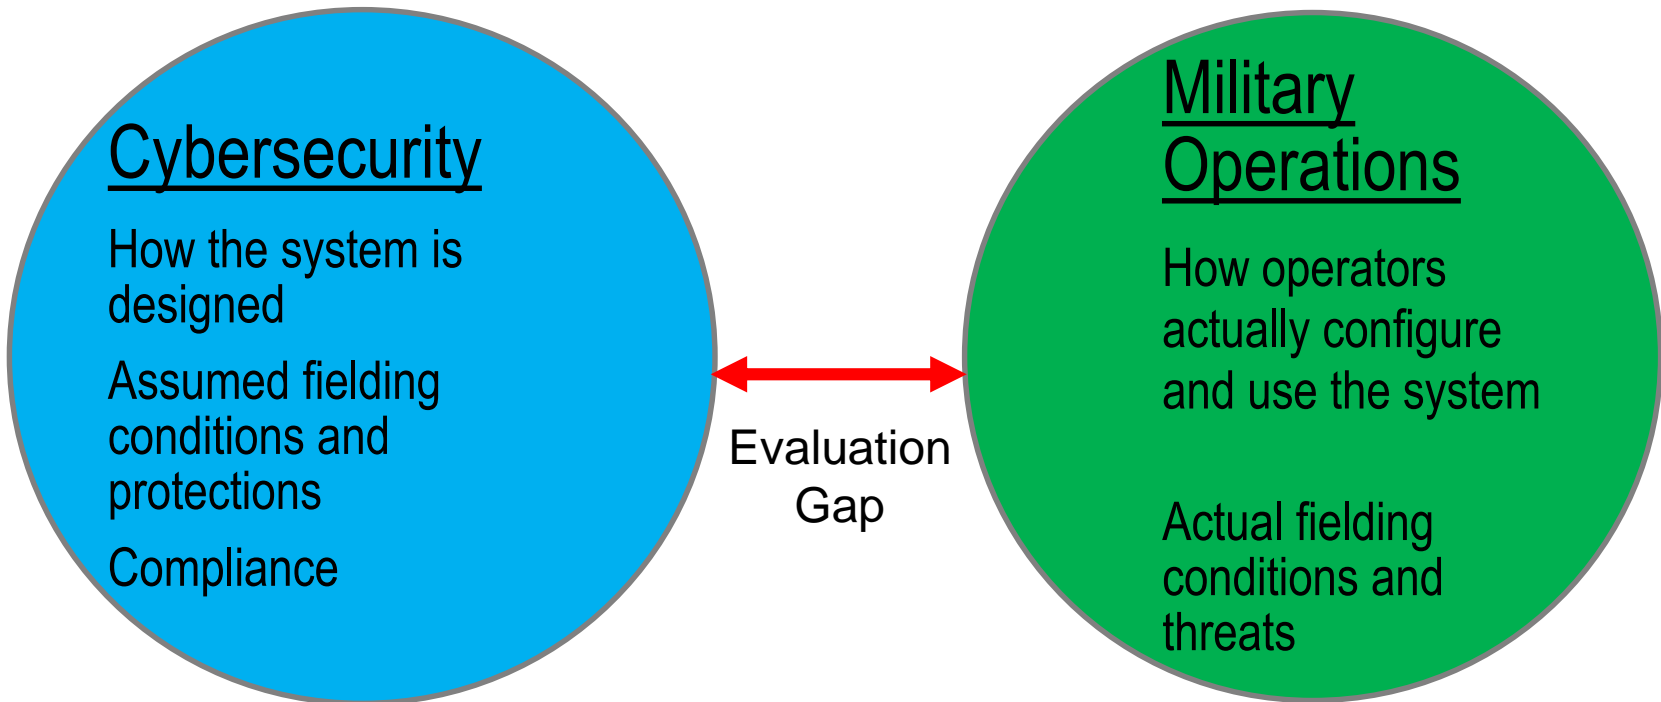 Cybersecurity
How the system is
designed
Assumed fielding
conditions and
protections
Compliance
Evaluation
Gap
Military
Operations
How operators
actually configure
and use the system
Actual fielding
conditions and
threats